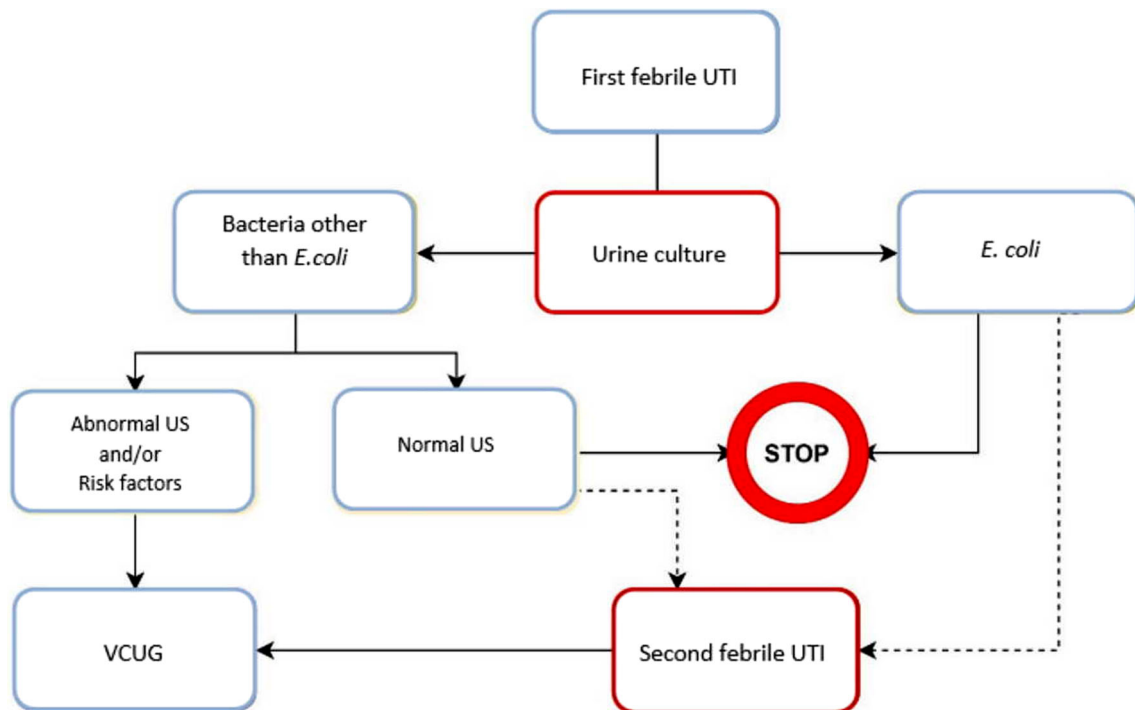 First febrile UTI
Bacteria other
than E.coli
Urine culture
E. coli
Abnormal US
and/or
Risk factors
Normal US
STOP
VCUG
Second febrile UTI